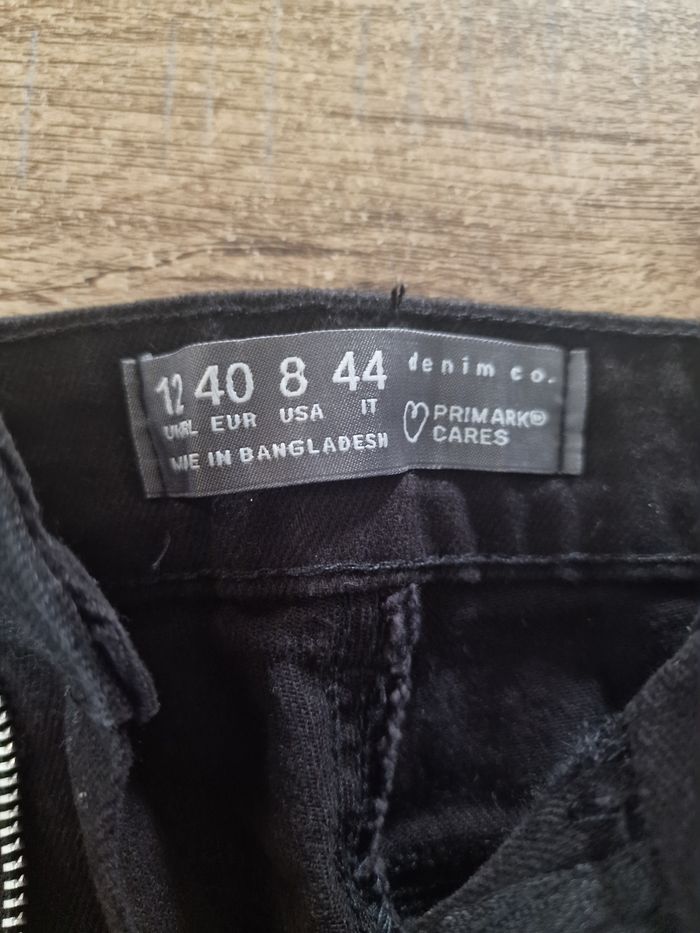 12 40 8 44
EUR USA IT
IN BANGLADESH
denim co.
PRIMARK®
CARES